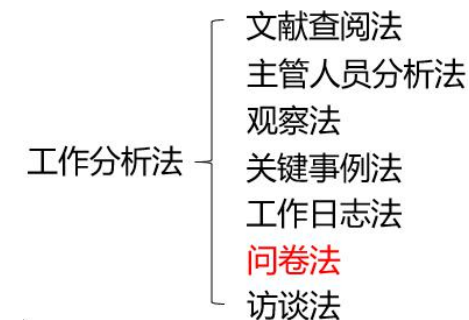 工作分析法
文献查阅法
主管人员分析法
观察法
关键事例法
工作日志法
问卷法
访谈法